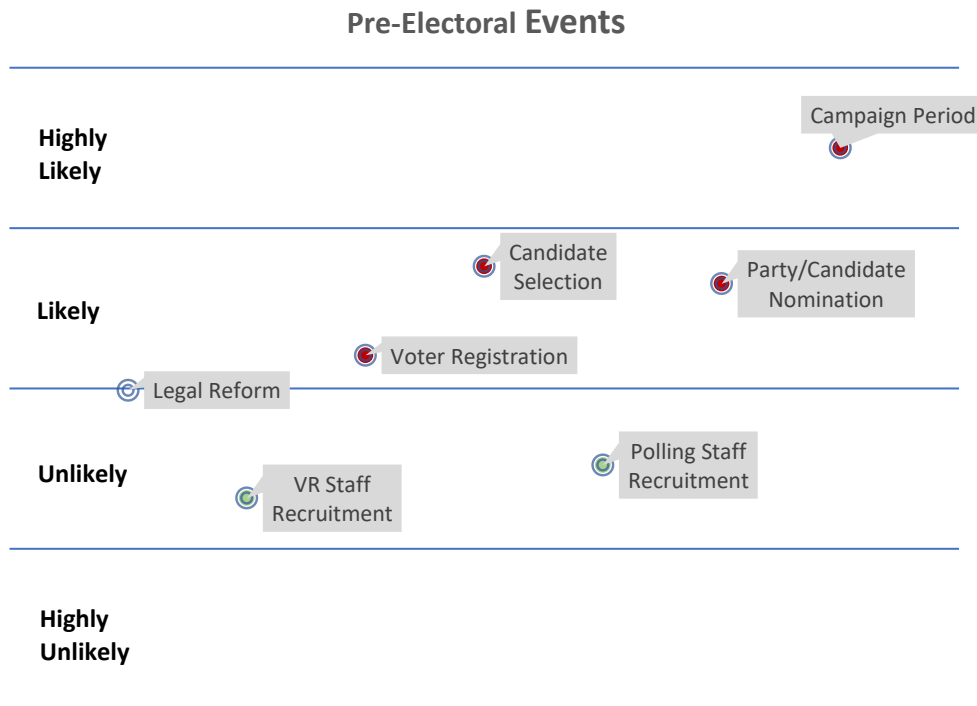 Pre-Electoral Events
Campaign Period
Highly
Likely
Candidate
Selection
Party/Candidate
Nomination
Likely
Voter Registration
Legal Reform
Polling Staff
Recruitment
Unlikely
VR Staff
Recruitment
Highly
Unlikely